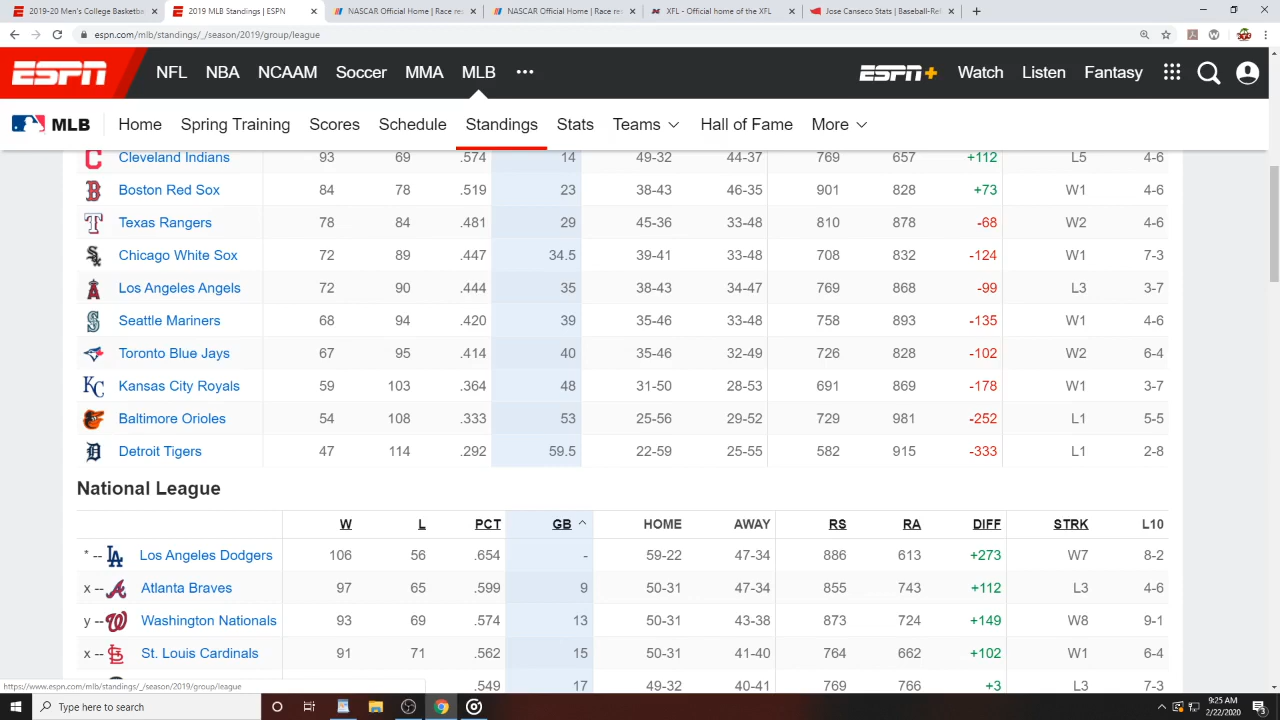 2019-20 Men's College Basketba
2019 MLB Standings | ESPN
NASCAR Official Home | Race res
NASCAR Official Home | Race res
XFL - Official home of the XFL
Jose Canseco Stats | Baseball-Ref
espn.com/mlb/standings/_/season/2019/group/league
ESPN NFL NBA NCAAM Soccer MMA MLB ••• ESPN+ Watch Listen Fantasy
MLB Home Spring Training Scores Schedule Standings Stats Teams Hall of Fame More
Cleveland Indians 93 69 .574 14 49-32 44-37 769 657 +112 L5 4-6
Boston Red Sox 84 78 .519 23 38-43 46-35 901 828 +73 W1 4-6
Texas Rangers 78 84 .481 29 45-36 33-48 810 878 -68 W2 4-6
Chicago White Sox 72 89 .447 34.5 39-41 33-48 708 832 -124 W1 7-3
Los Angeles Angels 72 90 .444 35 38-43 34-47 769 868 -99 L3 3-7
Seattle Mariners 68 94 .420 39 35-46 33-48 758 893 -135 W1 4-6
Toronto Blue Jays 67 95 .414 40 35-46 32-49 726 828 -102 W2 6-4
Kansas City Royals 59 103 .364 48 31-50 28-53 691 869 -178 W1 3-7
Baltimore Orioles 54 108 .333 53 25-56 29-52 729 981 -252 L1 5-5
Detroit Tigers 47 114 .292 59.5 22-59 25-55 582 915 -333 L1 2-8
National League
W L PCT GB HOME AWAY RS RA DIFF STRK L10
* -- LA Los Angeles Dodgers 106 56 .654 - 59-22 47-34 886 613 +273 W7 8-2
x -- Atlanta Braves 97 65 .599 9 50-31 47-34 855 743 +112 L3 4-6
y -- Washington Nationals 93 69 .574 13 50-31 43-38 873 724 +149 W8 9-1
x -- St. Louis Cardinals 91 71 .562 15 50-31 41-40 764 662 +102 W1 6-4
.549 17 49-32 40-41 769 766 +3 L3 7-3
https://www.espn.com/mlb/standings/_/season/2019/group/league
Type here to search
9:25 AM
2/22/2020